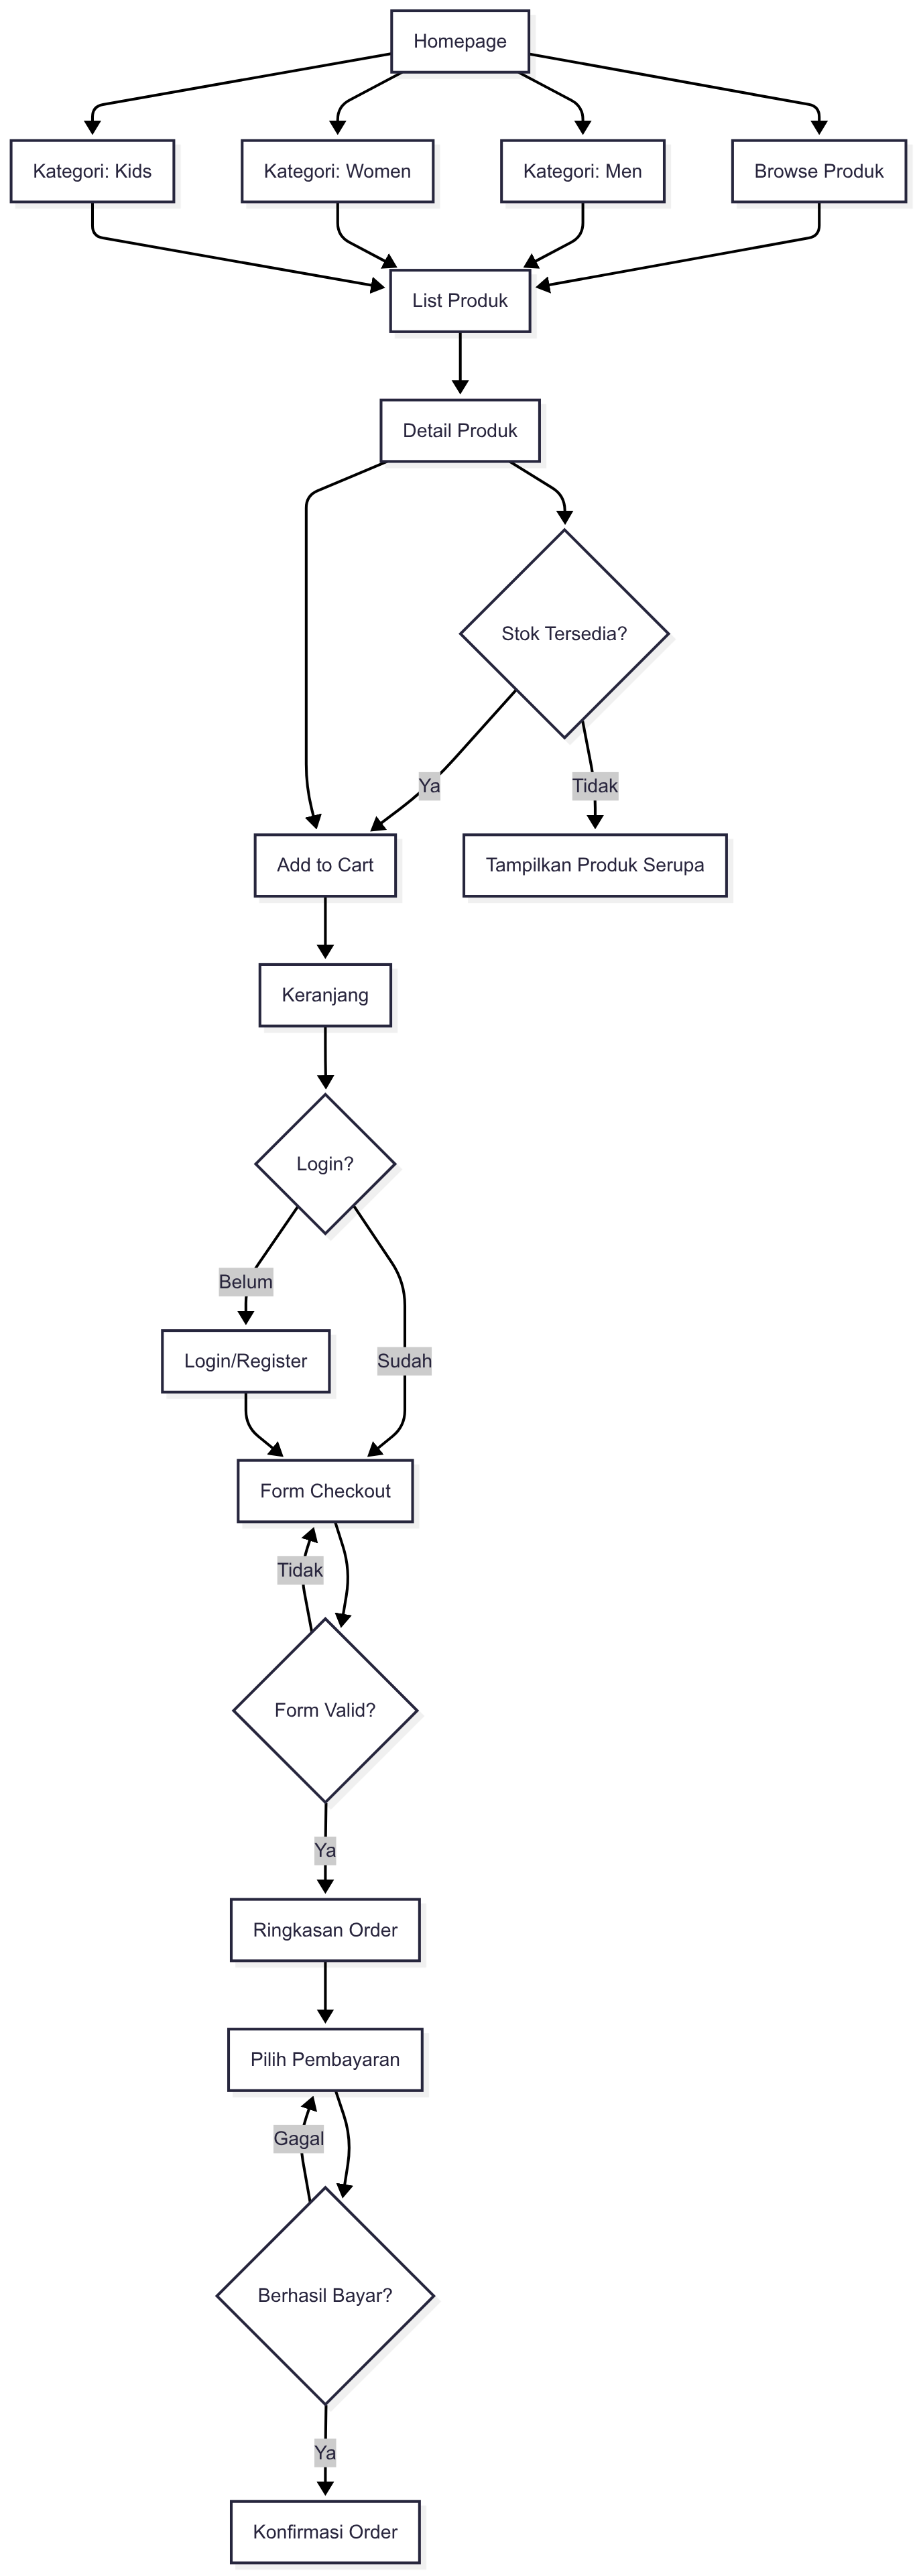 Homepage
Kategori: Kids
Kategori: Women
Kategori: Men
Browse Produk
List Produk
Detail Produk
Stok Tersedia?
Ya
Tidak
Add to Cart
Tampilkan Produk Serupa
Keranjang
Login?
Belum
Login/Register
Sudah
Form Checkout
Tidak
Form Valid?
Ya
Ringkasan Order
Pilih Pembayaran
Gagal
Berhasil Bayar?
Ya
Konfirmasi Order